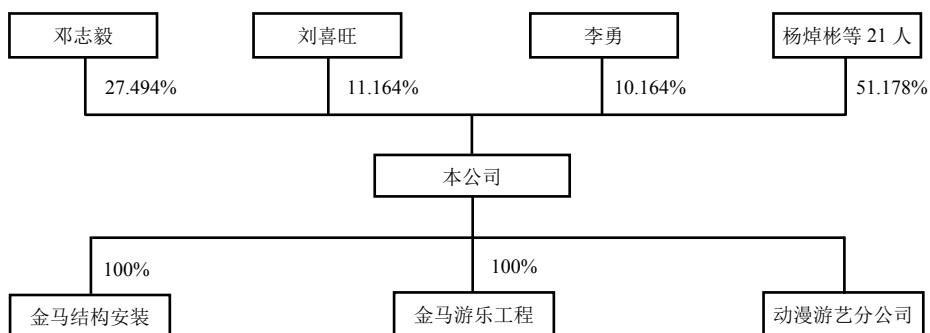 邓志毅
刘喜旺
李勇
杨焯彬等 21 人
27.494%
11.164%
10.164%
51.178%
本公司
100%
100%
金马结构安装
金马游乐工程
动漫游艺分公司